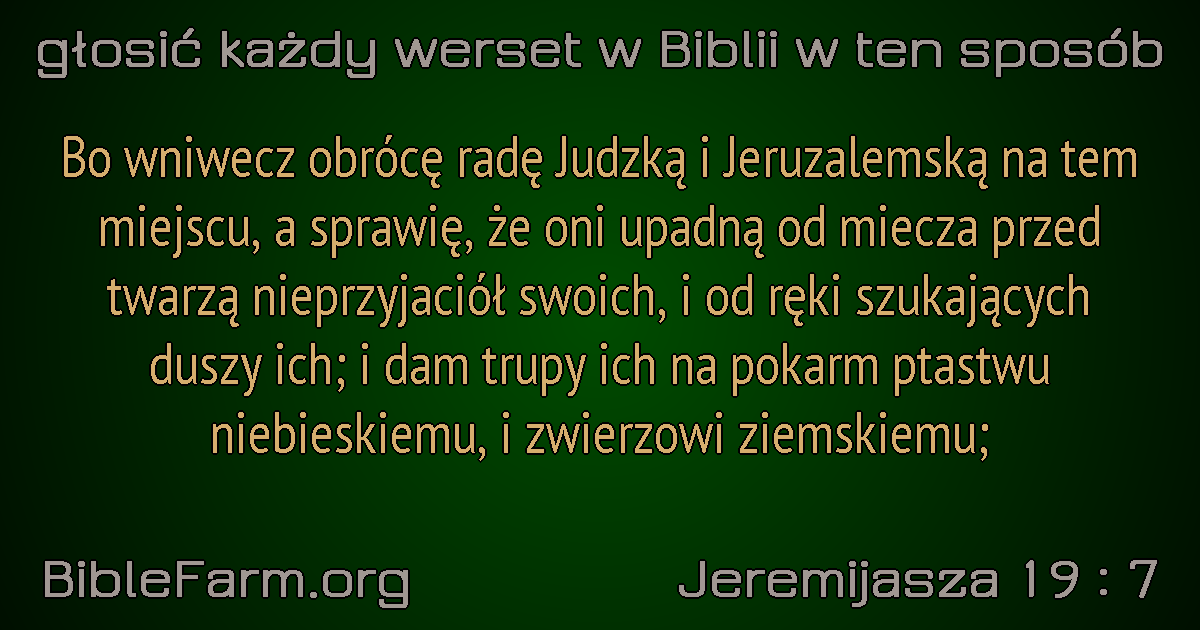 głosić każdy werset w Biblii w ten sposób
Bo wniwecz obrócę radę Judzką i Jeruzalemską na tem
miejscu, a sprawię, że oni upadną od miecza przed
twarzą nieprzyjaciół swoich, i od ręki szukających
duszy ich; i dam trupy ich na pokarm ptastwu
niebieskiemu, i zwierzowi ziemskiemu;
BibleFarm.org
Jeremijasza 19 : 7